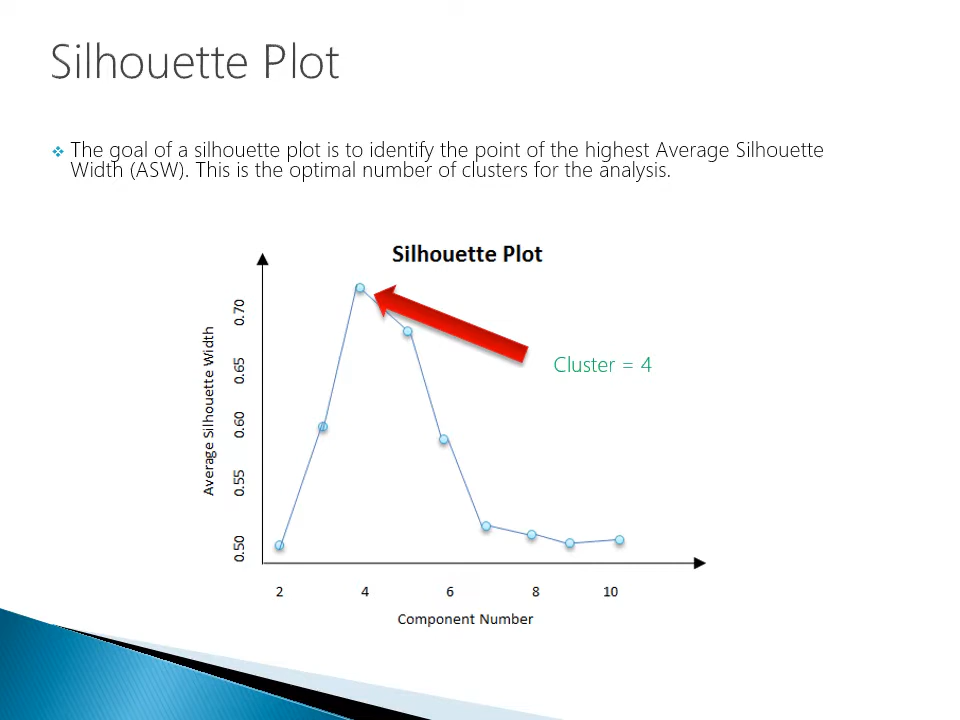 Silhouette Plot
The goal of a silhouette plot is to identify the point of the highest Average Silhouette
Width (ASW). This is the optimal number of clusters for the analysis.
Silhouette Plot
Average Silhouette Width
0.70
0.65
0.60
0.55
0.50
Cluster = 4
2 4 6 8 10
Component Number